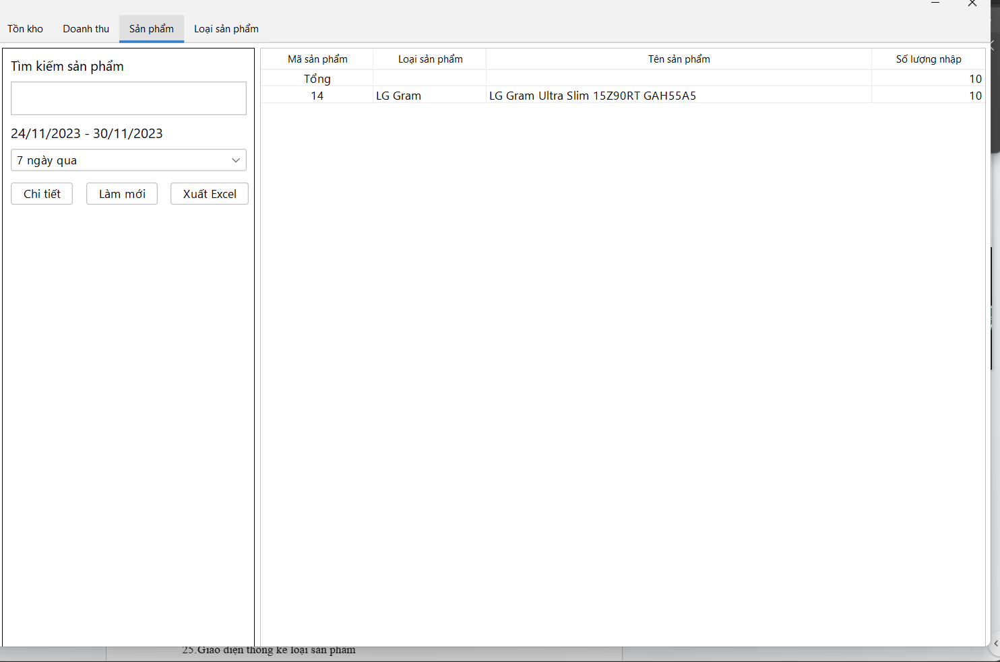 Tồn kho Doanh thu Sản phẩm Loại sản phẩm
Tìm kiếm sản phẩm
24/11/2023 - 30/11/2023
7 ngày qua
Chi tiết Làm mới Xuất Excel
Mã sản phẩm Loại sản phẩm Tên sản phẩm Số lượng nhập
Tổng 10
14 LG Gram LG Gram Ultra Slim 15Z90RT GAH55A5 10
25.Giao diện thống kê loại sản phẩm